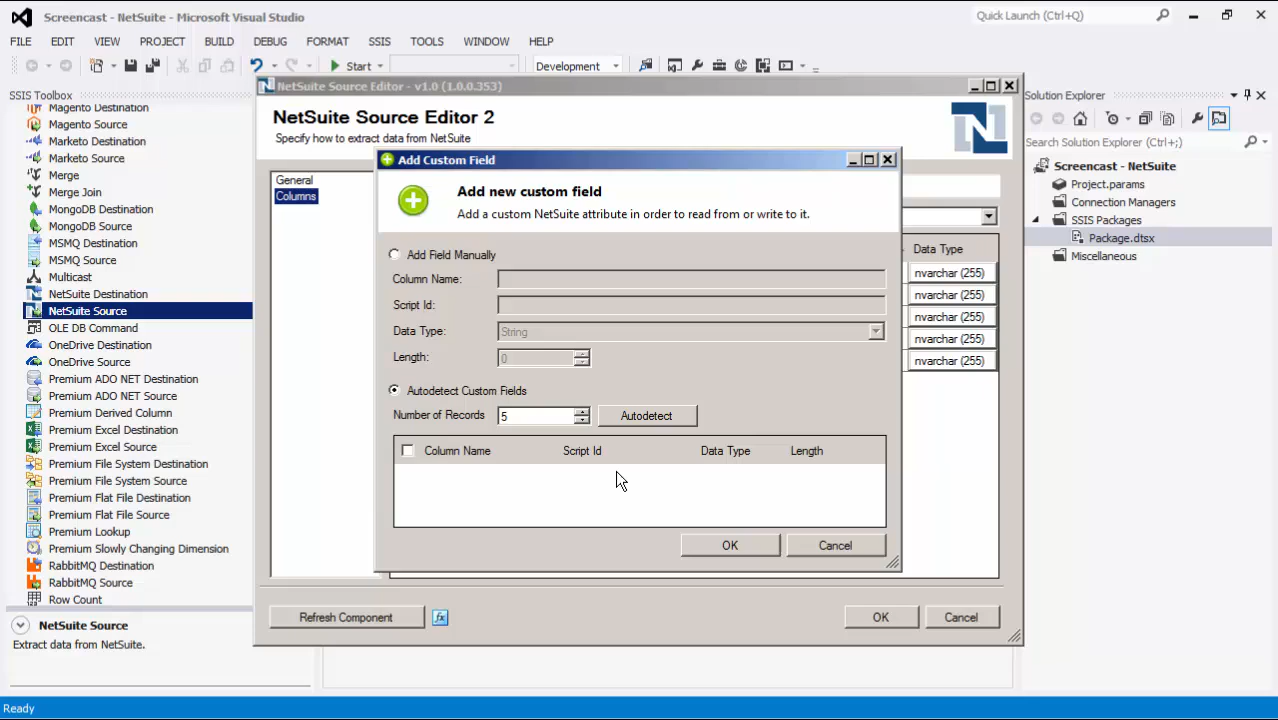 Screencast - NetSuite - Microsoft Visual Studio
Quick Launch (Ctrl+Q)
FILE EDIT VIEW PROJECT BUILD DEBUG FORMAT SSIS TOOLS WINDOW HELP
Start
Development
SSIS Toolbox
Magento Destination
Magento Source
Marketo Destination
Marketo Source
Merge
Merge Join
MongoDB Destination
MongoDB Source
MSMQ Destination
MSMQ Source
Multicast
NetSuite Destination
NetSuite Source
OLE DB Command
OneDrive Destination
OneDrive Source
Premium ADO NET Destination
Premium ADO NET Source
Premium Derived Column
Premium Excel Destination
Premium Excel Source
Premium File System Destination
Premium File System Source
Premium Flat File Destination
Premium Flat File Source
Premium Lookup
Premium Slowly Changing Dimension
RabbitMQ Destination
RabbitMQ Source
Row Count
NetSuite Source
Extract data from NetSuite.
NetSuite Source Editor - v1.0 (1.0.0.353)
NetSuite Source Editor 2
Specify how to extract data from NetSuite
General
Columns
Data Type
nvarchar (255)
nvarchar (255)
nvarchar (255)
nvarchar (255)
nvarchar (255)
Refresh Component
fx
OK
Cancel
Add Custom Field
Add new custom field
Add a custom NetSuite attribute in order to read from or write to it.
Add Field Manually
Column Name:
Script Id:
Data Type: String
Length: 0
Autodetect Custom Fields
Number of Records 5 Autodetect
Column Name Script Id Data Type Length
OK Cancel
Solution Explorer
Search Solution Explorer (Ctrl+;)
Screencast - NetSuite
Project.params
Connection Managers
SSIS Packages
Package.dtsx
Miscellaneous
Ready